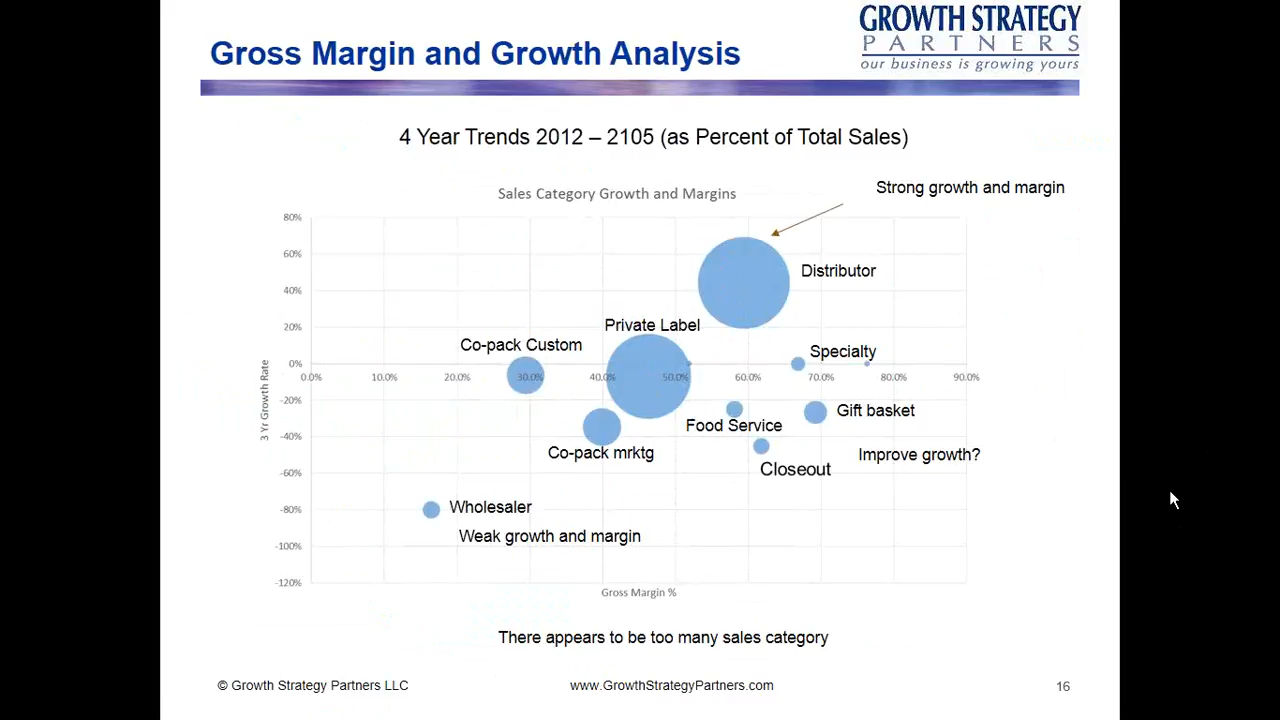 GROWTH STRATEGY
PARTNERS
our business is growing yours
Gross Margin and Growth Analysis
4 Year Trends 2012 – 2105 (as Percent of Total Sales)
Strong growth and margin
Sales Category Growth and Margins
80%
60%
Distributor
40%
Private Label
20%
Co-pack Custom
Specialty
0%
0.0% 10.0% 20.0% 30.0% 40.0% 50.0% 60.0% 70.0% 80.0% 90.0%
3 Yr Growth Rate
-20%
Gift basket
Food Service
-40%
Co-pack mrktg
Improve growth?
Closeout
-60%
Wholesaler
-80%
Weak growth and margin
-100%
-120%
Gross Margin %
There appears to be too many sales category
© Growth Strategy Partners LLC
www.GrowthStrategyPartners.com
16